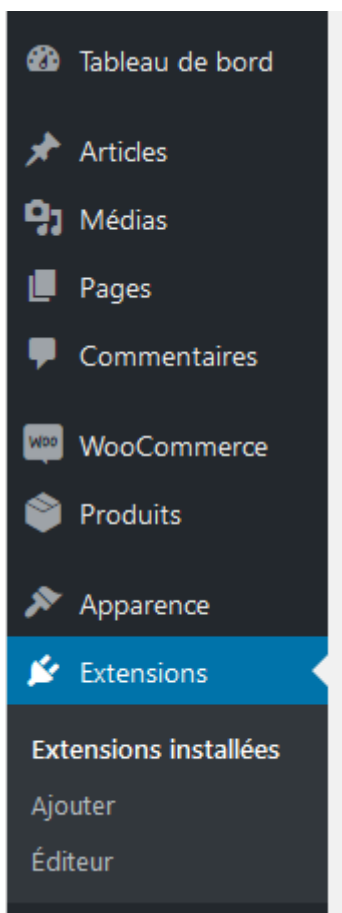 Tableau de bord
Articles
Médias
Pages
Commentaires
Woo WooCommerce
Produits
Apparence
Extensions
Extensions installées
Ajouter
Éditeur